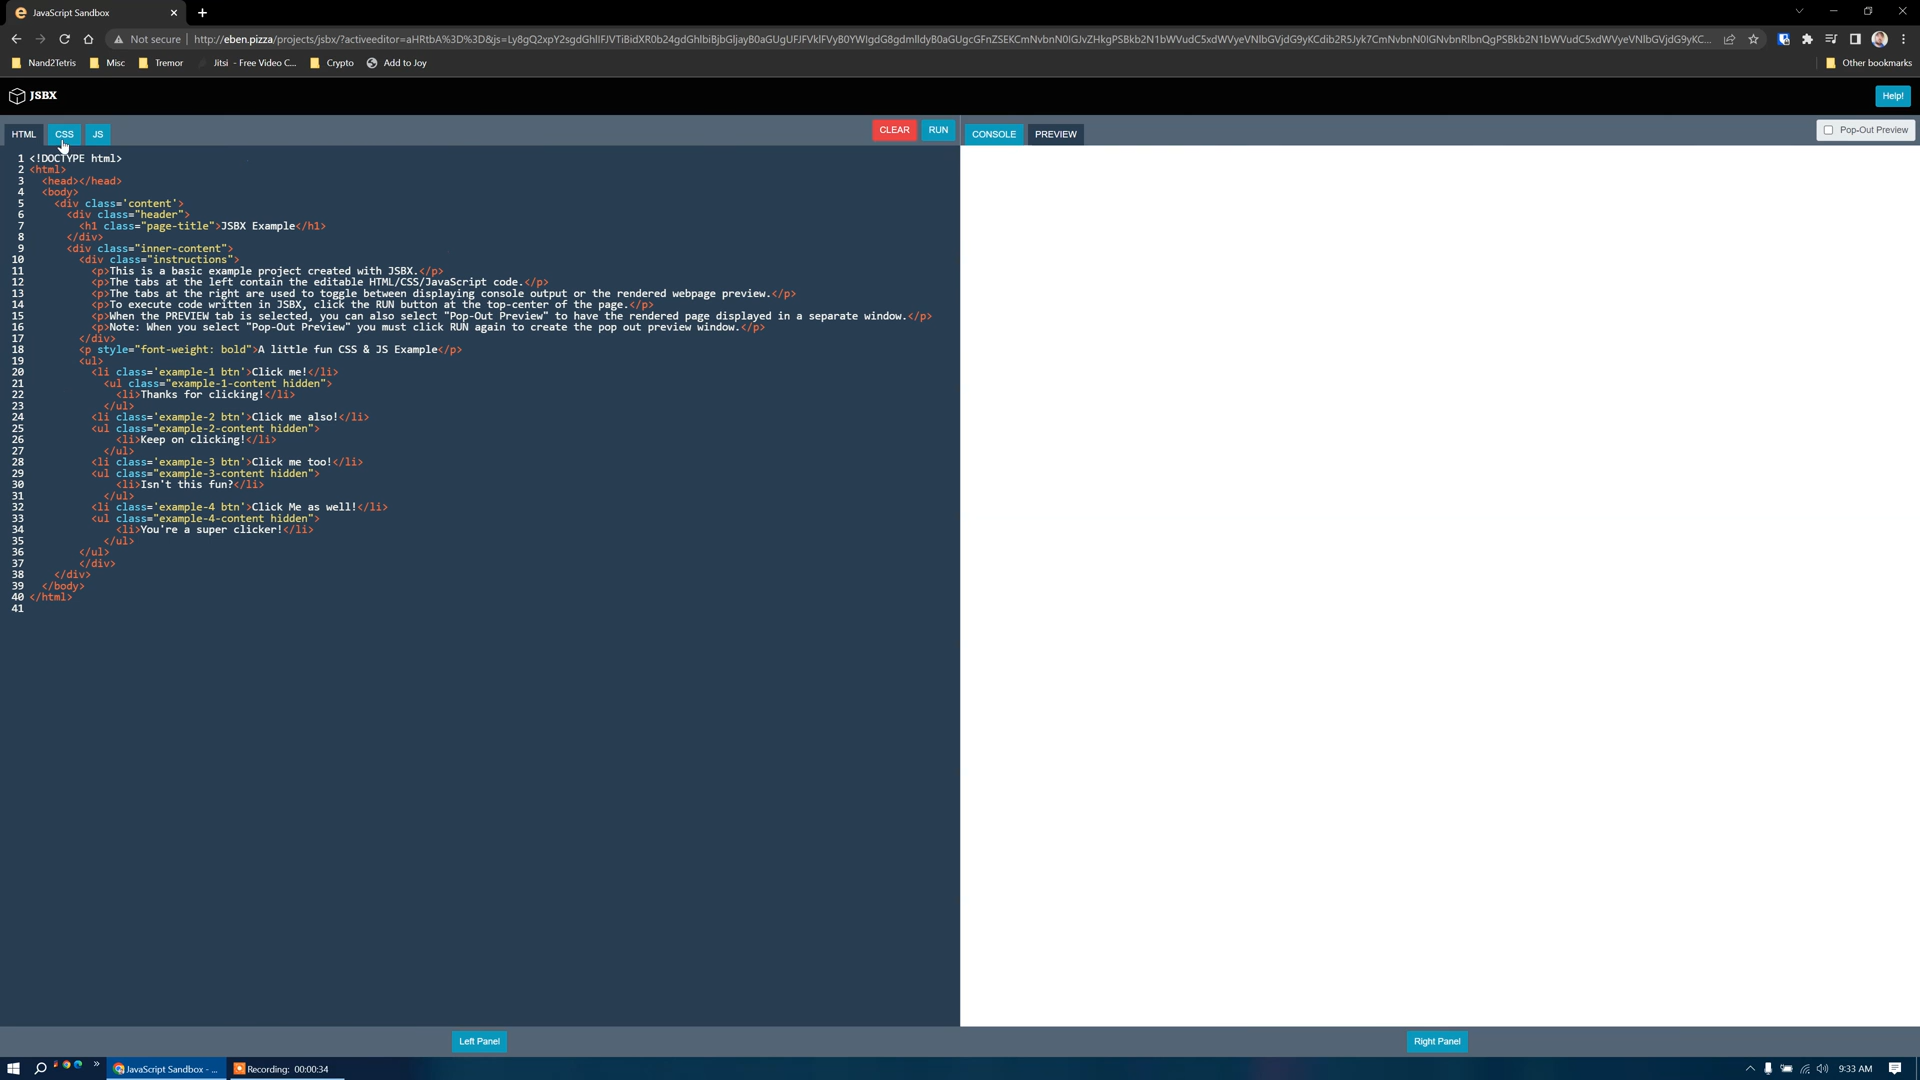 JavaScript Sandbox
Not secure
Nand2Tetris
Misc
Tremor
Jitsi - Free Video C...
Crypto
Add to Joy
Other bookmarks
JSBX
Help!
HTML
CSS
JS
CLEAR
RUN
CONSOLE
PREVIEW
Pop-Out Preview
1 <!DOCTYPE html>
2 <html>
3 <head></head>
4 <body>
5 <div class='content'>
6 <div class="header">
7 <h1 class="page-title">JSBX Example</h1>
8 </div>
9 <div class="inner-content">
10 <div class="instructions">
11 <p>This is a basic example project created with JSBX.</p>
12 <p>The tabs at the left contain the editable HTML/CSS/JavaScript code.</p>
13 <p>The tabs at the right are used to toggle between displaying console output or the rendered webpage preview.</p>
14 <p>To execute code written in JSBX, click the RUN button at the top-center of the page.</p>
15 <p>When the PREVIEW tab is selected, you can also select "Pop-Out Preview" to have the rendered page displayed in a separate window.</p>
16 <p>Note: When you select "Pop-Out Preview" you must click RUN again to create the pop out preview window.</p>
17 </div>
18 <p style="font-weight: bold">A little fun CSS & JS Example</p>
19 <ul>
20 <li class='example-1 btn'>Click me!</li>
21 <ul class="example-1-content hidden">
22 <li>Thanks for clicking!</li>
23 </ul>
24 <li class='example-2 btn'>Click me also!</li>
25 <ul class="example-2-content hidden">
26 <li>Keep on clicking!</li>
27 </ul>
28 <li class='example-3 btn'>Click me too!</li>
29 <ul class="example-3-content hidden">
30 <li>Isn't this fun?</li>
31 </ul>
32 <li class='example-4 btn'>Click Me as well!</li>
33 <ul class="example-4-content hidden">
34 <li>You're a super clicker!</li>
35 </ul>
36 </ul>
37 </div>
38 </div>
39 </body>
40 </html>
41
Left Panel
Right Panel
JavaScript Sandbox - ...
Recording: 00:00:34
9:33 AM